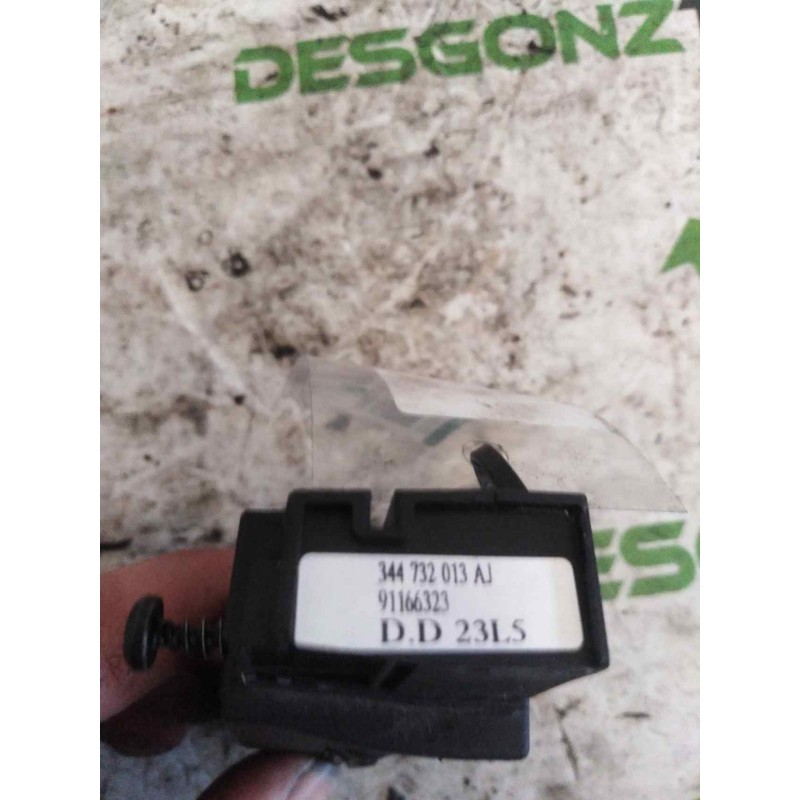 DESGONZ
344 732 013 AJ
91166323
D.D 23L5
DESG